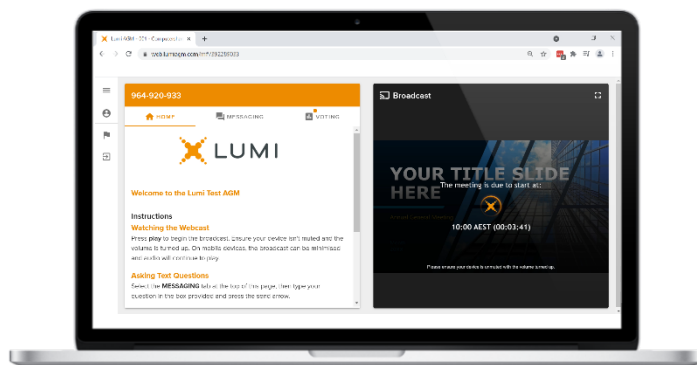 964-920-933
HOME
MESSAGING
VOTING
LUMI
Welcome to the Lumi Test AGM
Instructions
Watching the Webcast
Press play to begin the broadcast. Ensure your device isn't muted and the
volume is turned up. On mobile devices, the broadcast can be minimised
and audio will continue to play.
Asking Text Questions
Select the MESSAGING tab at the top of this page, then type your
question in the box provided and press the send arrow.
Broadcast
YOUR TITLE SLIDE
HERE
The meeting is due to start at:
10:00 AEST (00:03:41)
Please ensure your device is unmuted with the volume turned up.